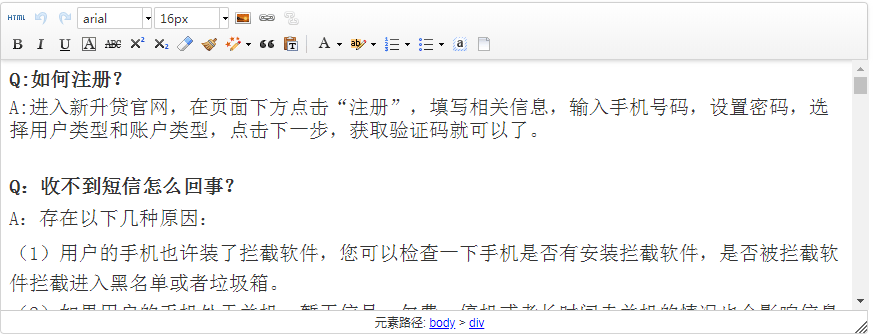 HTML arial 16px
B I U A ABC X² X₂ A ab a
Q:如何注册?
A:进入新升贷官网，在页面下方点击“注册”，填写相关信息，输入手机号码，设置密码，选
择用户类型和账户类型，点击下一步，获取验证码就可以了。
Q：收不到短信怎么回事?
A：存在以下几种原因：
（1）用户的手机也许装了拦截软件，您可以检查一下手机是否有安装拦截软件，是否被拦截软
件拦截进入黑名单或者垃圾箱。
元素路径: body > div